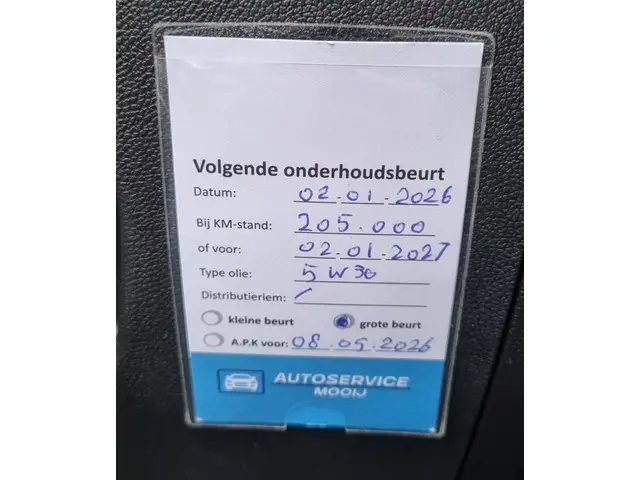 Volgende onderhoudsbeurt
Datum: 02.01.2026
Bij KM-stand: 205.000
of voor: 02.01.2027
Type olie: 5W30
Distributieriem: /
kleine beurt grote beurt
A.P.K voor: 08.05.2026
AUTOSERVICE
MOOIJ